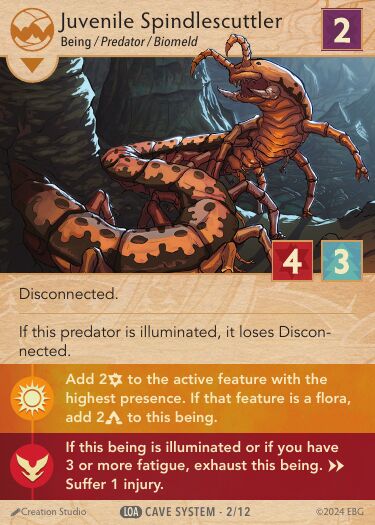 Juvenile Spindlescuttler
2
Being / Predator / Biomeld
4
3
Disconnected.
If this predator is illuminated, it loses Discon-
nected.
Add 2 to the active feature with the
highest presence. If that feature is a flora,
add 2 to this being.
If this being is illuminated or if you have
3 or more fatigue, exhaust this being.
Suffer 1 injury.
Creation Studio
LOA CAVE SYSTEM - 2/12
©2024 EBG